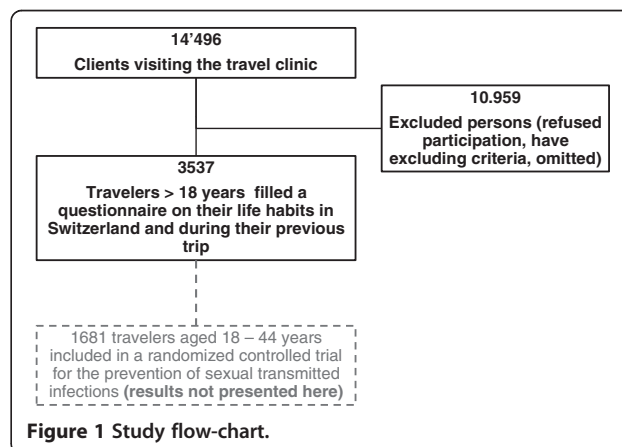 14'496
Clients visiting the travel clinic
10.959
Excluded persons (refused
participation, have
excluding criteria, omitted)
3537
Travelers > 18 years filled a
questionnaire on their life habits in
Switzerland and during their previous
trip
1681 travelers aged 18 – 44 years
included in a randomized controlled trial
for the prevention of sexual transmitted
infections (results not presented here)
Figure 1 Study flow-chart.